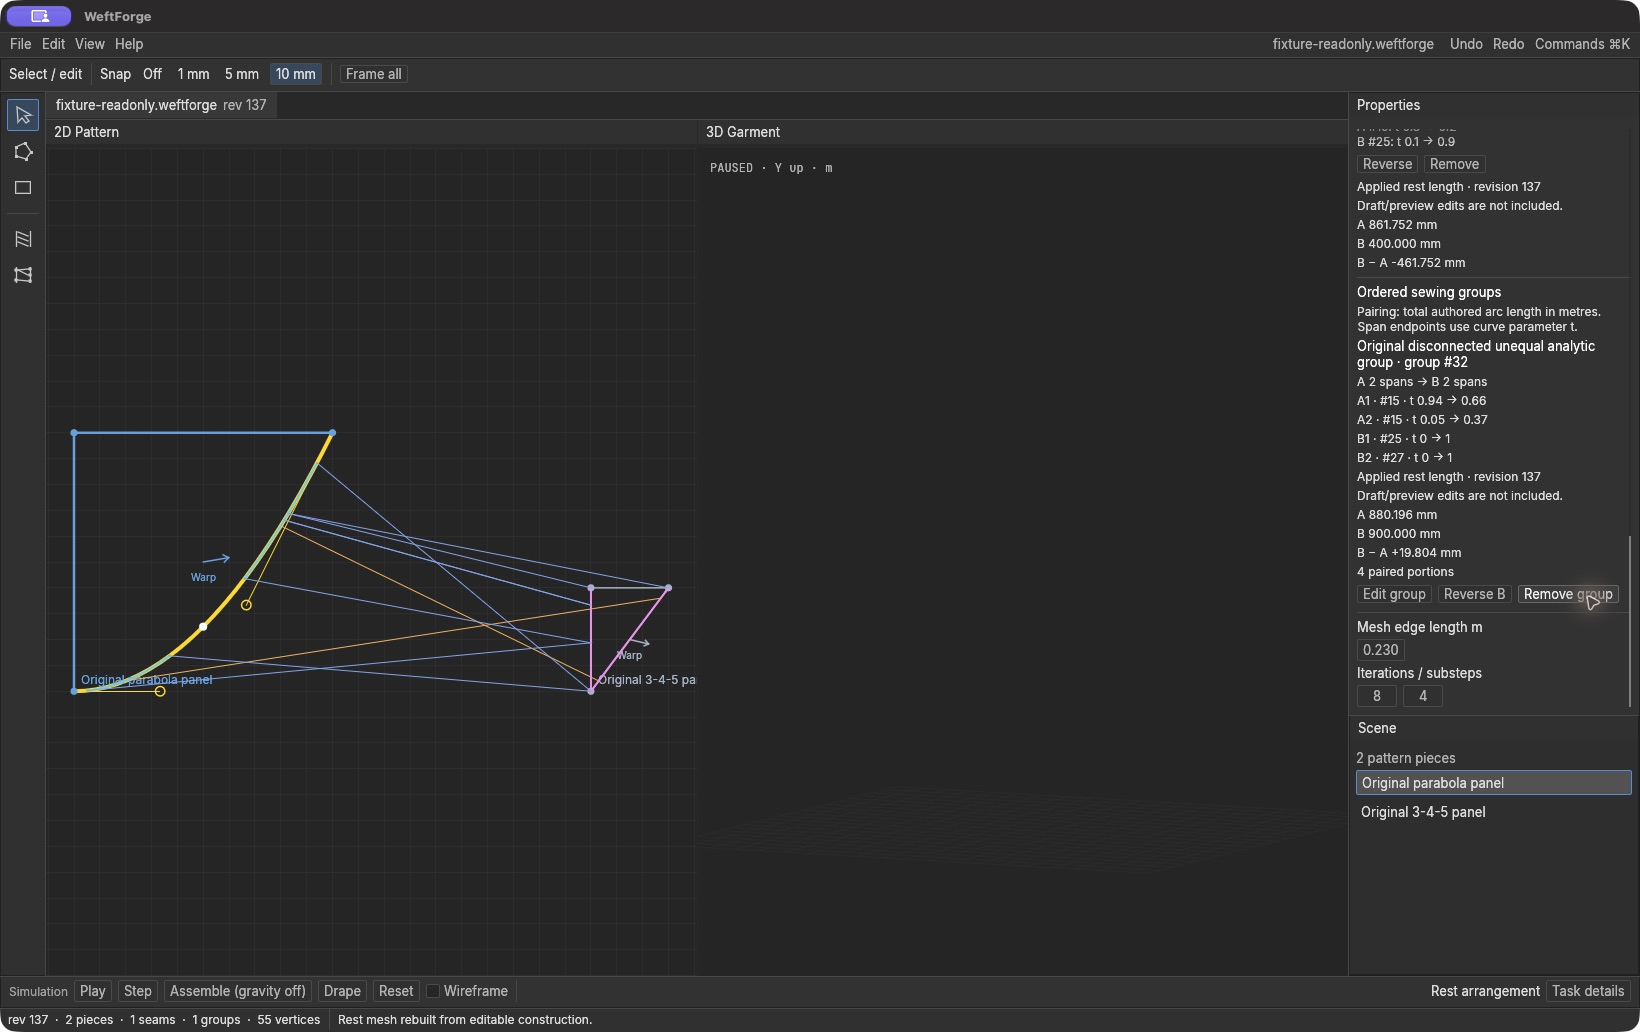 WeftForge
File Edit View Help
fixture-readonly.weftforge Undo Redo Commands ⌘K
Select / edit Snap Off 1 mm 5 mm 10 mm Frame all
fixture-readonly.weftforge rev 137
2D Pattern
3D Garment
PAUSED · Y up · m
Warp
Original parabola panel
Warp
Original 3-4-5 pa
Properties
B #25: t 0.1 → 0.9
Reverse Remove
Applied rest length · revision 137
Draft/preview edits are not included.
A 861.752 mm
B 400.000 mm
B − A -461.752 mm
Ordered sewing groups
Pairing: total authored arc length in metres.
Span endpoints use curve parameter t.
Original disconnected unequal analytic
group · group #32
A 2 spans → B 2 spans
A1 · #15 · t 0.94 → 0.66
A2 · #15 · t 0.05 → 0.37
B1 · #25 · t 0 → 1
B2 · #27 · t 0 → 1
Applied rest length · revision 137
Draft/preview edits are not included.
A 880.196 mm
B 900.000 mm
B − A +19.804 mm
4 paired portions
Edit group Reverse B Remove group
Mesh edge length m
0.230
Iterations / substeps
8 4
Scene
2 pattern pieces
Original parabola panel
Original 3-4-5 panel
Simulation Play Step Assemble (gravity off) Drape Reset Wireframe
Rest arrangement Task details
rev 137 · 2 pieces · 1 seams · 1 groups · 55 vertices Rest mesh rebuilt from editable construction.